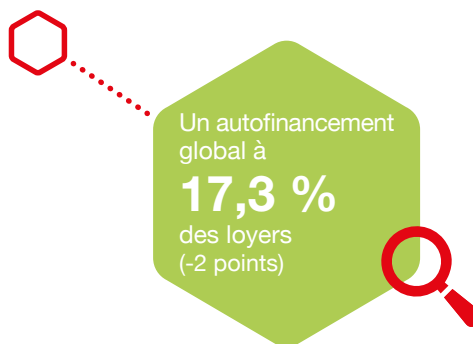 Un autofinancement
global à
17,3 %
des loyers
(-2 points)